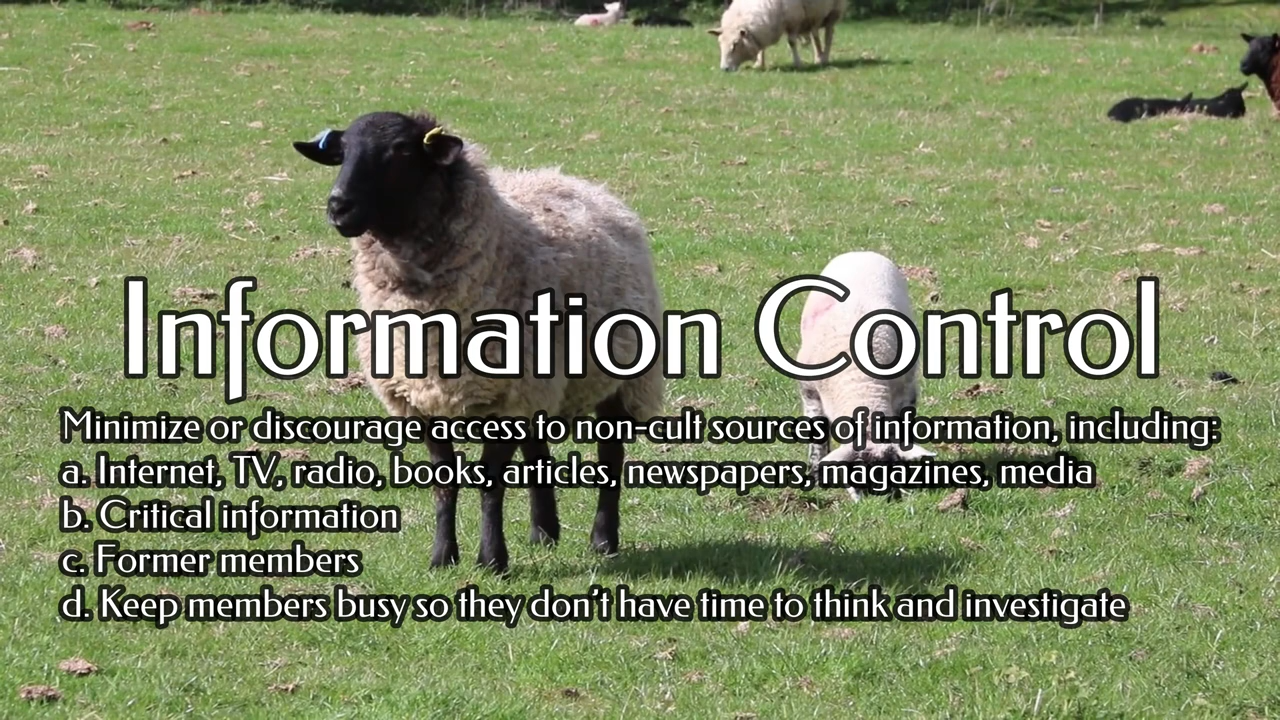 Information Control
Minimize or discourage access to non-cult sources of information, including:
a. Internet, TV, radio, books, articles, newspapers, magazines, media
b. Critical information
c. Former members
d. Keep members busy so they don't have time to think and investigate